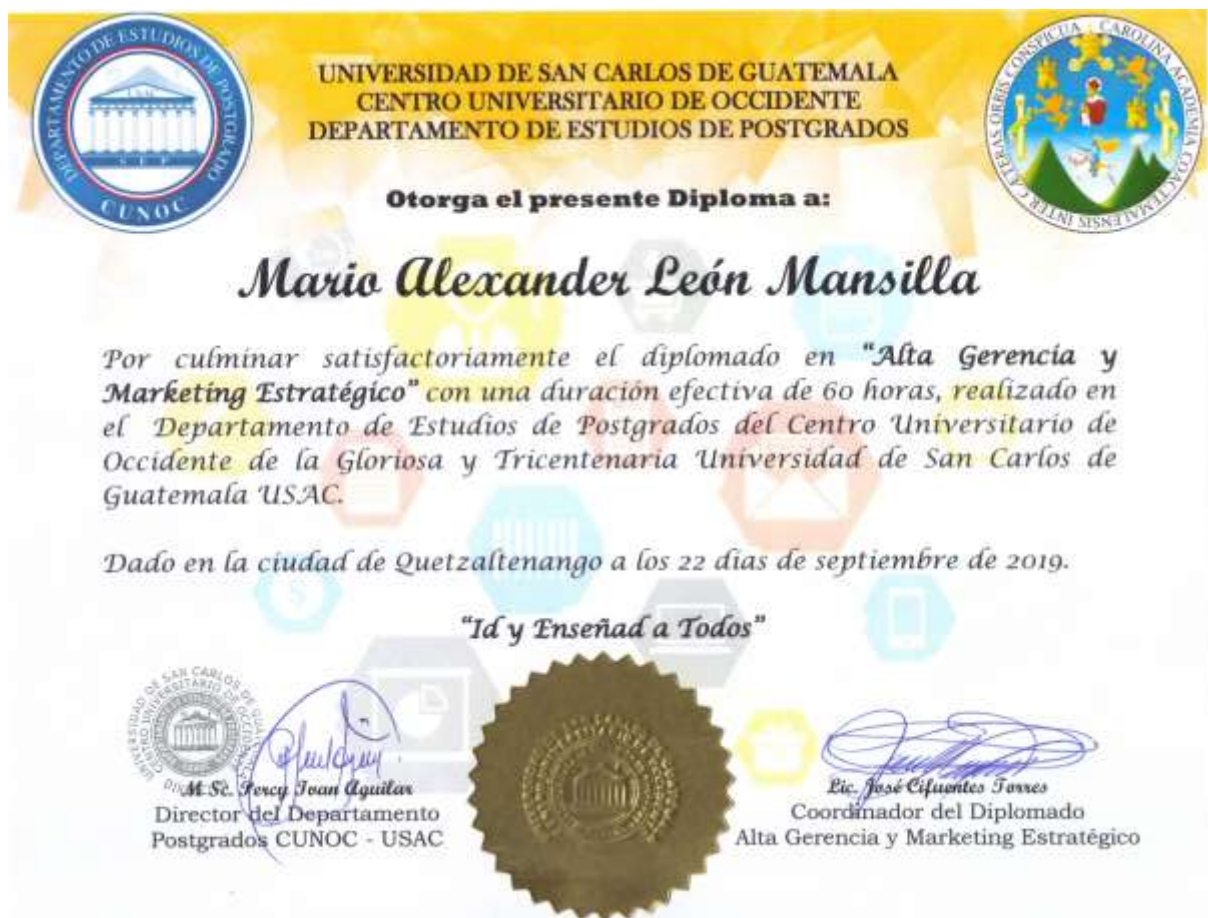 DEPARTAMENTO DE ESTUDIOS DE POSTGRADO
S E P
CUNOC
UNIVERSIDAD DE SAN CARLOS DE GUATEMALA
CENTRO UNIVERSITARIO DE OCCIDENTE
DEPARTAMENTO DE ESTUDIOS DE POSTGRADOS
Otorga el presente Diploma a:
Mario Alexander León Mansilla
Por culminar satisfactoriamente el diplomado en "Alta Gerencia y
Marketing Estratégico" con una duración efectiva de 60 horas, realizado en
el Departamento de Estudios de Postgrados del Centro Universitario de
Occidente de la Gloriosa y Tricentenaria Universidad de San Carlos de
Guatemala USAC.
Dado en la ciudad de Quetzaltenango a los 22 días de septiembre de 2019.
"Id y Enseñad a Todos"
M Sc. Percy Ivan Aguilar
Director del Departamento
Postgrados CUNOC - USAC
Lic. José Cifuentes Torres
Coordinador del Diplomado
Alta Gerencia y Marketing Estratégico